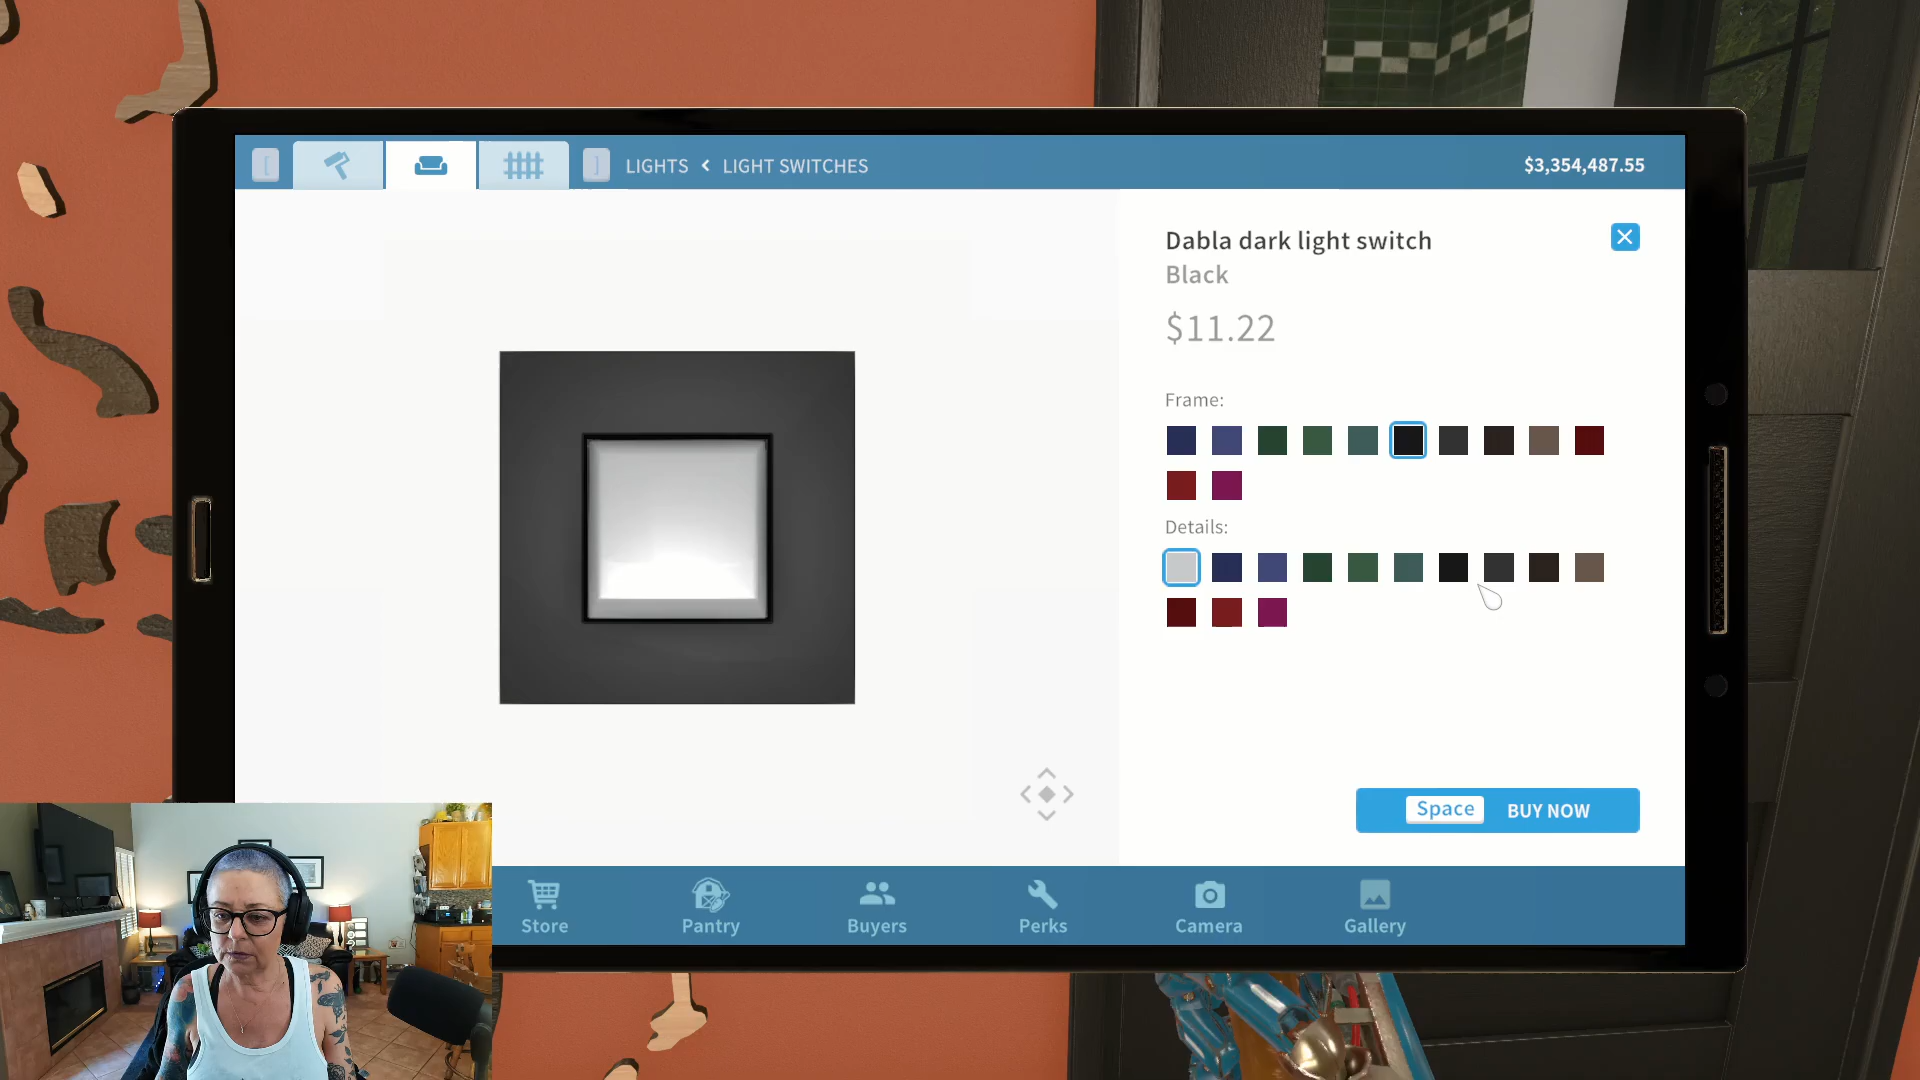 [
]
LIGHTS < LIGHT SWITCHES
$3,354,487.55
Dabla dark light switch
Black
$11.22
Frame:
Details:
Space BUY NOW
Store
Pantry
Buyers
Perks
Camera
Gallery